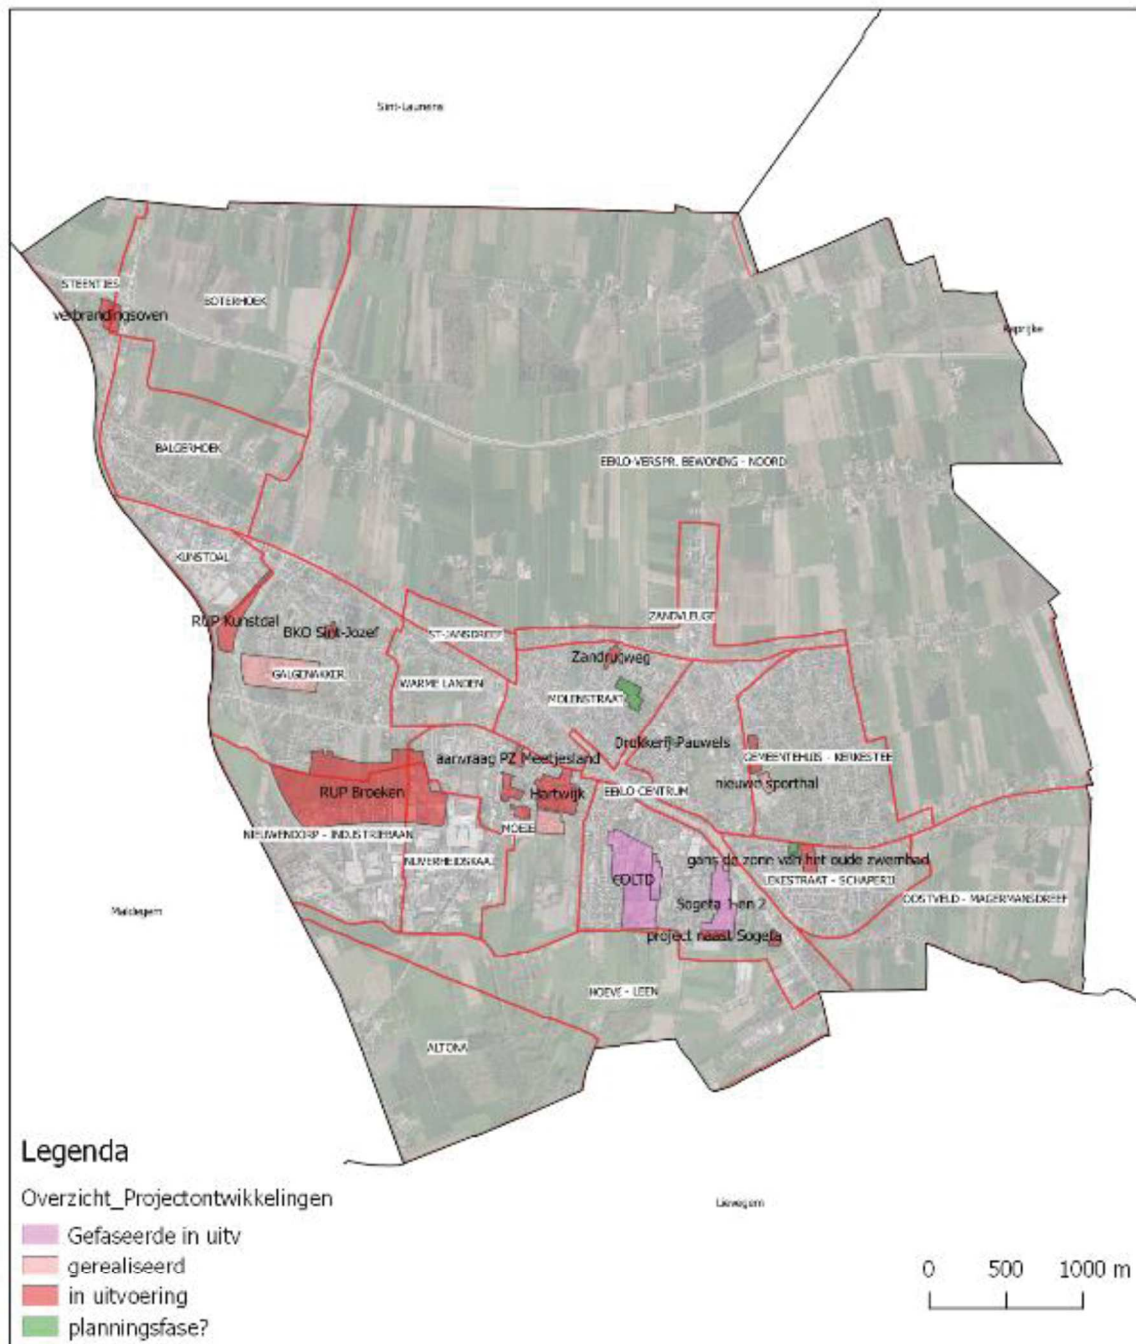 Sint-Laureins
STEENTJES
BOTERHOEK
verbrandingsoven
Kaprijke
BALGERHOEK
EEKLO-VERSPR. BEWONING - NOORD
KUNSTDAL
ZANDVLEUGE
RUP Kunstdal
BKO Sint-Jozef
ST-JANSDREEF
Zandrugweg
GALGENAKKER
WARME LANDEN
MOLENSTRAAT
Drukkerij Pauwels
aanvraag PZ Meetjesland
GEMEENTEHUIS - KERKESTEE
nieuwe sporthal
RUP Broeken
Hartwijk
EEKLO-CENTRUM
MOEIE
NIEUWENDORP - INDUSTRIEBAAN
NIJVERHEIDSKAAI
gans de zone van het oude zwembad
FOLTD
LEKESTRAAT - SCHAPERIJ
Sogeta 1 en 2
OOSTVELD - MAGERMANSDREEF
Maldegem
project naast Sogeta
HOEVE - LEEN
ALTONA
Legenda
Overzicht_Projectontwikkelingen
Lievegem
Gefaseerde in uitv
gerealiseerd
in uitvoering
planningsfase?
0 500 1000 m